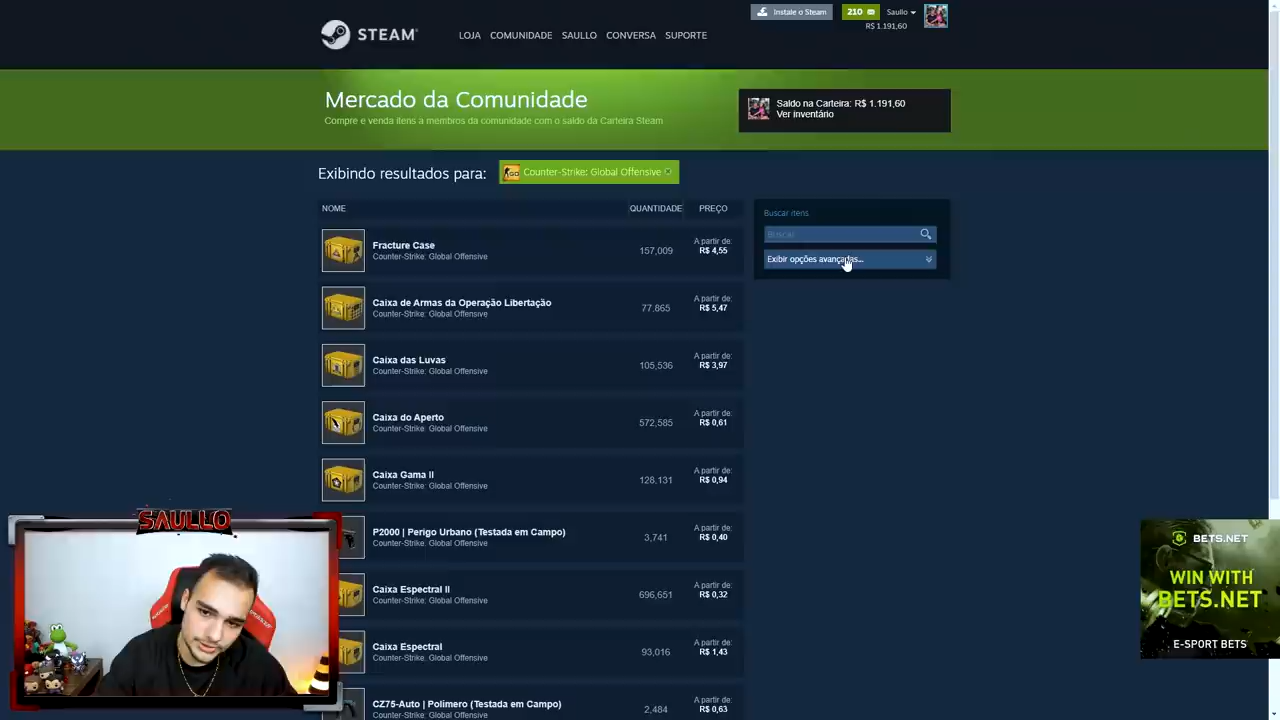 Instale o Steam
210
Saullo
R$ 1.191,60
STEAM
LOJA COMUNIDADE SAULLO CONVERSA SUPORTE
Mercado da Comunidade
Compre e venda itens a membros da comunidade com o saldo da Carteira Steam
Saldo na Carteira: R$ 1.191,60
Ver inventário
Exibindo resultados para:
Counter-Strike: Global Offensive ×
NOME QUANTIDADE PREÇO
Buscar itens
Buscar
Exibir opções avançadas...
Fracture Case
Counter-Strike: Global Offensive
157,009
A partir de:
R$ 4,55
Caixa de Armas da Operação Libertação
Counter-Strike: Global Offensive
77,865
A partir de:
R$ 5,47
Caixa das Luvas
Counter-Strike: Global Offensive
105,536
A partir de:
R$ 3,97
Caixa do Aperto
Counter-Strike: Global Offensive
572,585
A partir de:
R$ 0,61
Caixa Gama II
Counter-Strike: Global Offensive
128,131
A partir de:
R$ 0,94
P2000 | Perigo Urbano (Testada em Campo)
Counter-Strike: Global Offensive
3,741
A partir de:
R$ 0,40
Caixa Espectral II
Counter-Strike: Global Offensive
696,651
A partir de:
R$ 0,32
Caixa Espectral
Counter-Strike: Global Offensive
93,016
A partir de:
R$ 1,43
CZ75-Auto | Polímero (Testada em Campo)
Counter-Strike: Global Offensive
2,484
A partir de:
R$ 0,63
SAULLO
BETS.NET
WIN WITH
BETS.NET
E-SPORT BETS